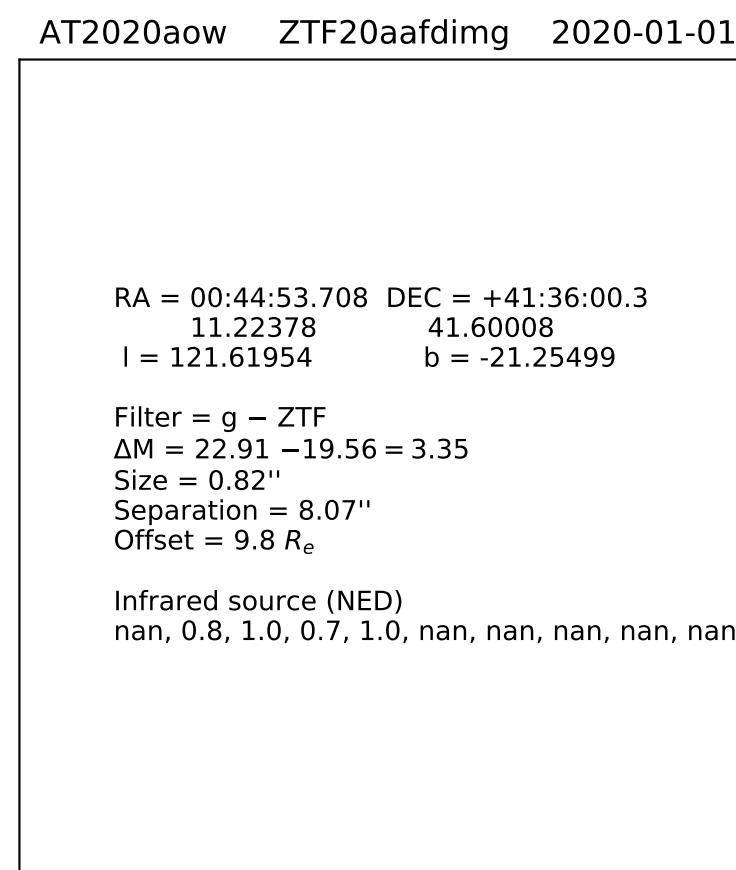 AT2020aow ZTF20aafdimg 2020-01-01
RA = 00:44:53.708 DEC = +41:36:00.3
11.22378 41.60008
l = 121.61954 b = -21.25499
Filter = g − ZTF
ΔM = 22.91 −19.56 = 3.35
Size = 0.82''
Separation = 8.07''
Offset = 9.8 Re
Infrared source (NED)
nan, 0.8, 1.0, 0.7, 1.0, nan, nan, nan, nan, nan